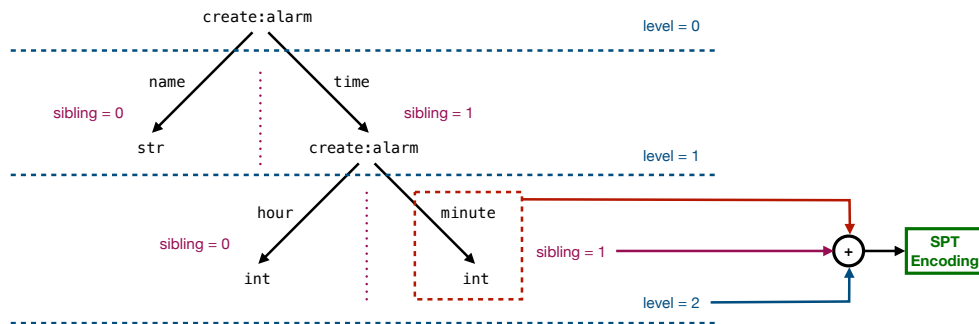 create:alarm
level = 0
name
time
sibling = 0
sibling = 1
str
create:alarm
level = 1
hour
minute
sibling = 0
sibling = 1
+
SPT
Encoding
int
int
level = 2